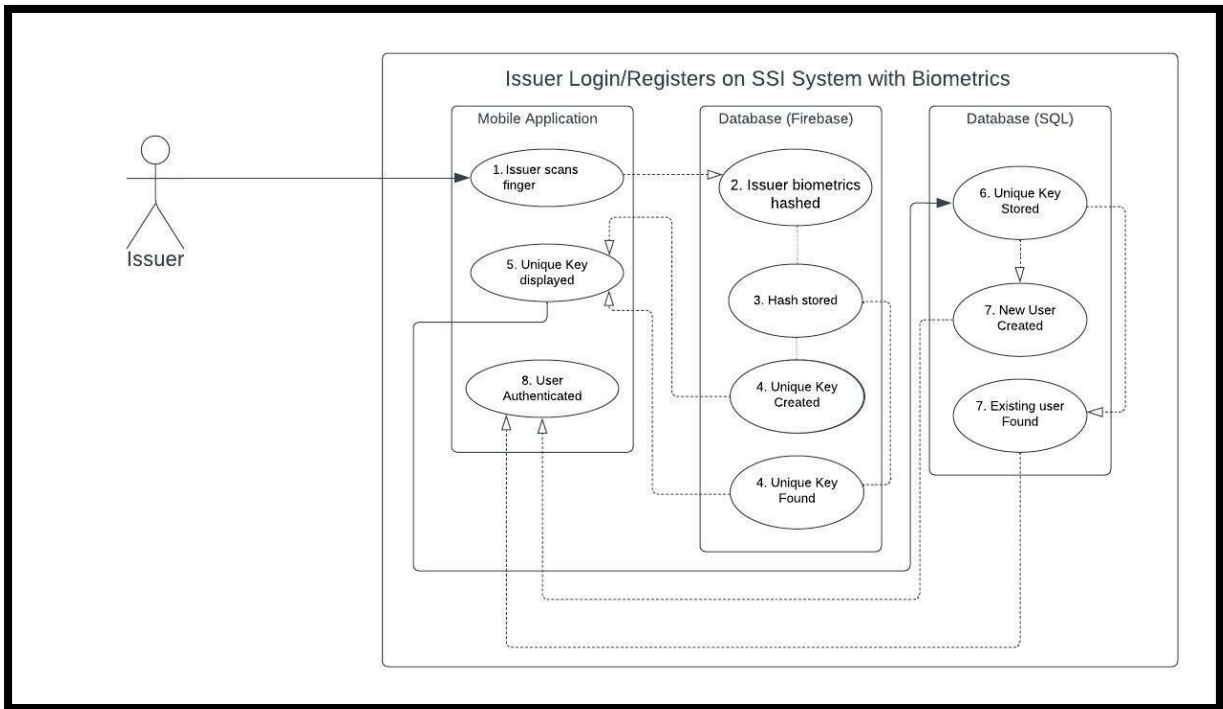 Issuer Login/Registers on SSI System with Biometrics
Mobile Application
Database (Firebase)
Database (SQL)
Issuer
1. Issuer scans
finger
2. Issuer biometrics
hashed
3. Hash stored
4. Unique Key
Created
4. Unique Key
Found
5. Unique Key
displayed
6. Unique Key
Stored
7. New User
Created
7. Existing user
Found
8. User
Authenticated